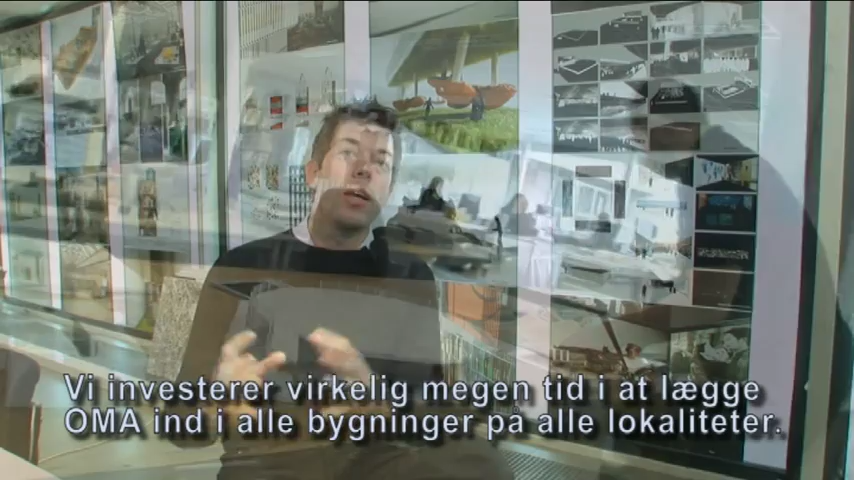 Vi investerer virkelig megen tid i at lægge
OMA ind i alle bygninger på alle lokaliteter.